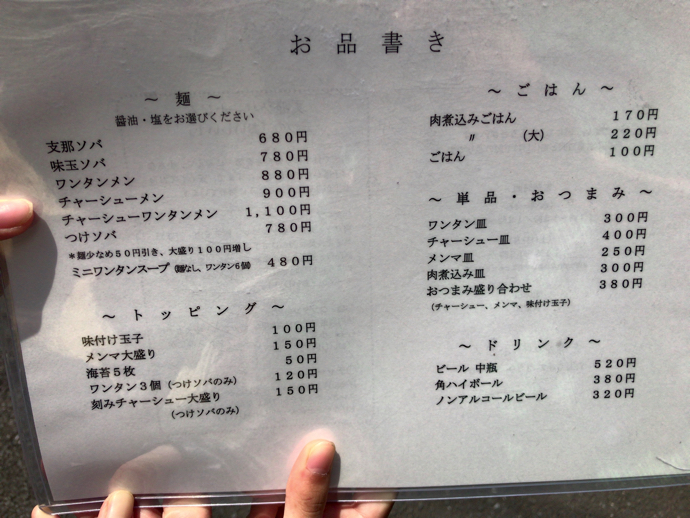 お品書き
～ 麺 ～
醤油・塩をお選びください
支那ソバ 680円
味玉ソバ 780円
ワンタンメン 880円
チャーシューメン 900円
チャーシューワンタンメン 1,100円
つけソバ 780円
＊麺少なめ50円引き、大盛り100円増し
ミニワンタンスープ（麺なし、ワンタン6個） 480円
～ トッピング ～
味付け玉子 100円
メンマ大盛り 150円
海苔5枚 50円
ワンタン3個（つけソバのみ） 120円
刻みチャーシュー大盛り 150円
（つけソバのみ）
～ ごはん ～
肉煮込みごはん 170円
〃 （大） 220円
ごはん 100円
～ 単品・おつまみ ～
ワンタン皿 300円
チャーシュー皿 400円
メンマ皿 250円
肉煮込み皿 300円
おつまみ盛り合わせ 380円
（チャーシュー、メンマ、味付け玉子）
～ ドリンク ～
ビール 中瓶 520円
角ハイボール 380円
ノンアルコールビール 320円